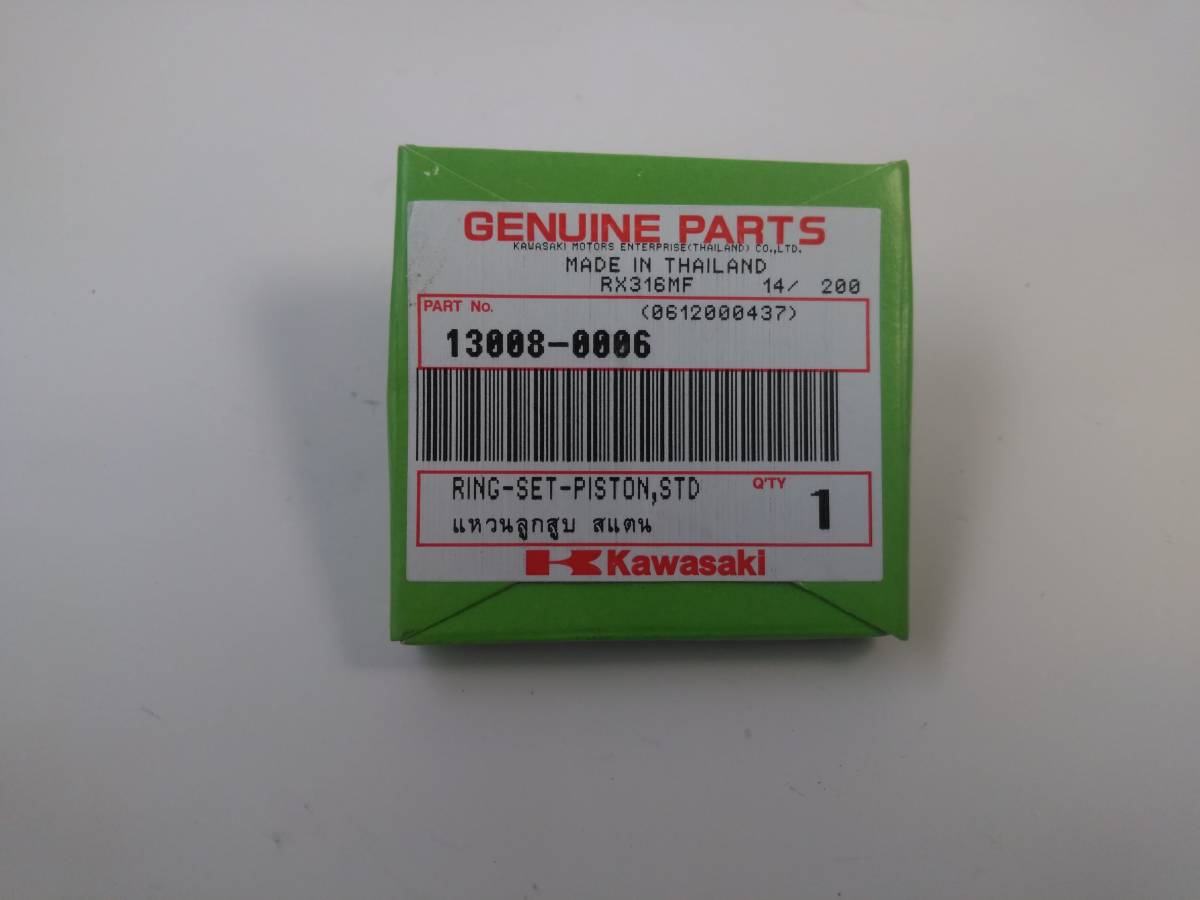 GENUINE PARTS
KAWASAKI MOTORS ENTERPRISE(THAILAND) CO.,LTD.
MADE IN THAILAND
RX316MF 14/ 200
PART No. (0612000437)
13008-0006
RING-SET-PISTON,STD Q'TY 1
แหวนลูกสูบ สแตน
Kawasaki